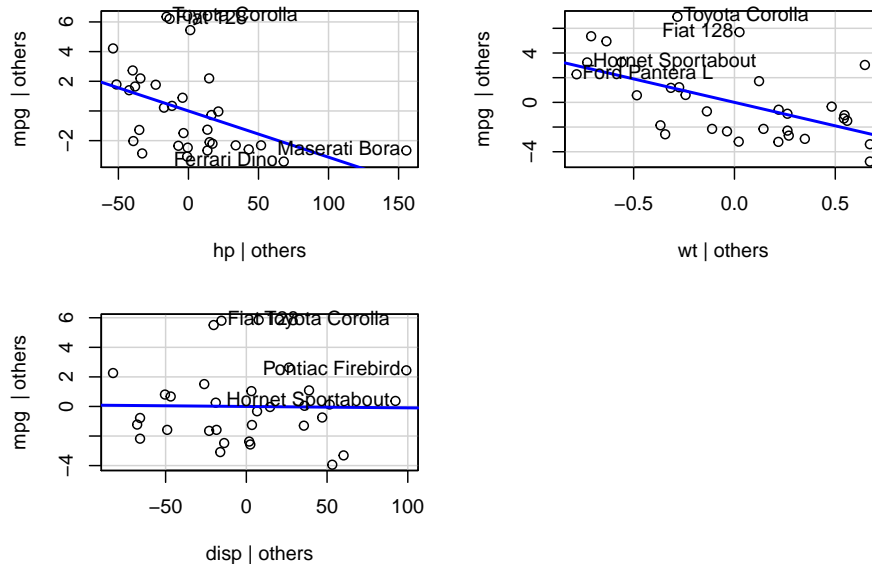 mpg | others
−2
2
4
6
Toyota Corolla
Fiat 128
Maserati Bora
Ferrari Dino
−50
0
50
100
150
hp | others
mpg | others
−4
0
4
Toyota Corolla
Fiat 128
Hornet Sportabout
Ford Pantera L
−0.5
0.0
0.5
wt | others
mpg | others
−4
0
2
4
6
Fiat 128
Toyota Corolla
Pontiac Firebird
Hornet Sportabout
−50
0
50
100
disp | others